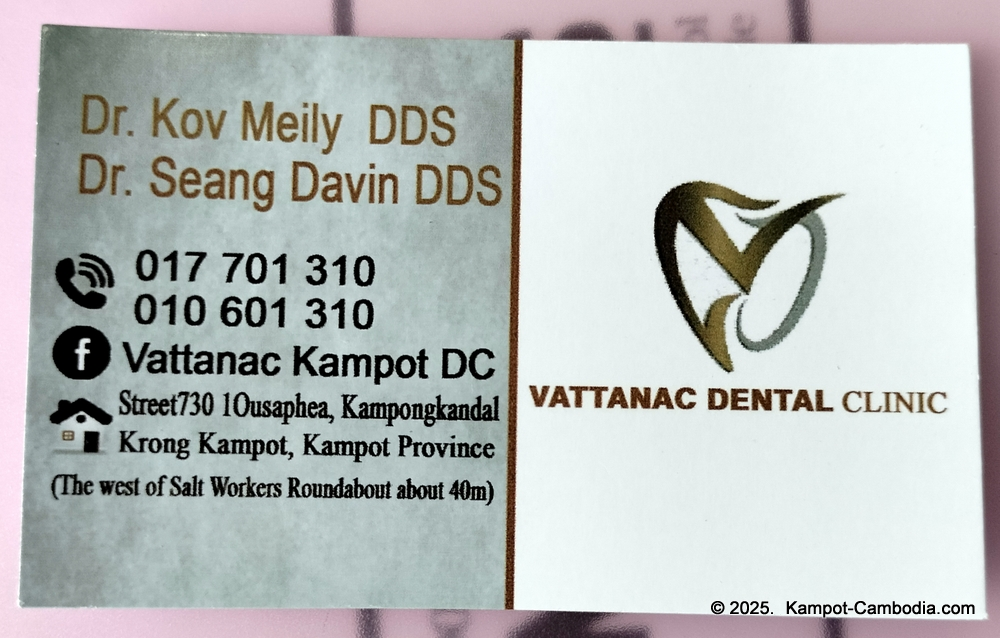 Dr. Kov Meily DDS
Dr. Seang Davin DDS
017 701 310
010 601 310
f Vattanac Kampot DC
Street730 1Ousaphea, Kampongkandal
Krong Kampot, Kampot Province
(The west of Salt Workers Roundabout about 40m)
VATTANAC DENTAL CLINIC
© 2025. Kampot-Cambodia.com